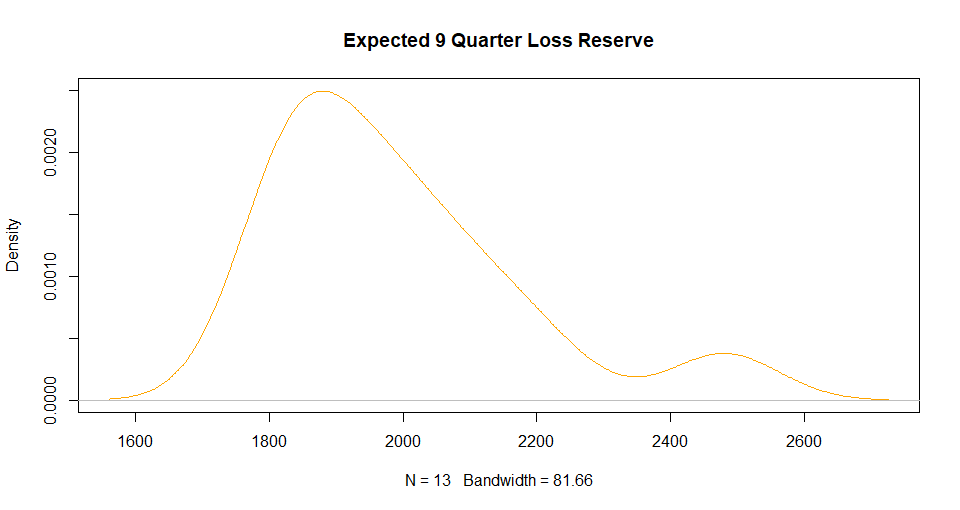 Expected 9 Quarter Loss Reserve
Density
0.0020
0.0010
0.0000
1600 1800 2000 2200 2400 2600
N = 13 Bandwidth = 81.66